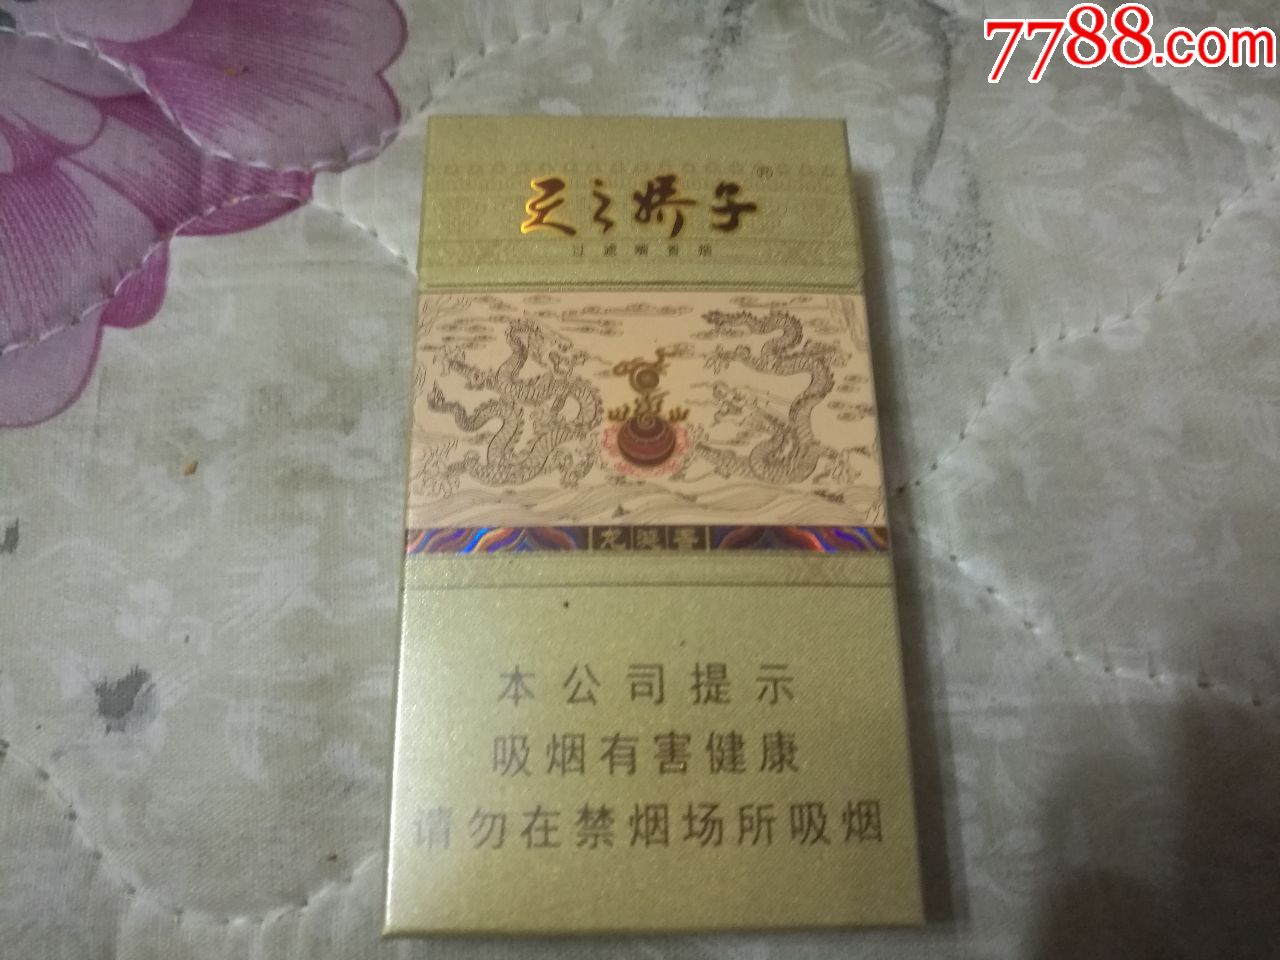 7788.com
天之娇子®
过滤嘴香烟
本公司提示
吸烟有害健康
请勿在禁烟场所吸烟